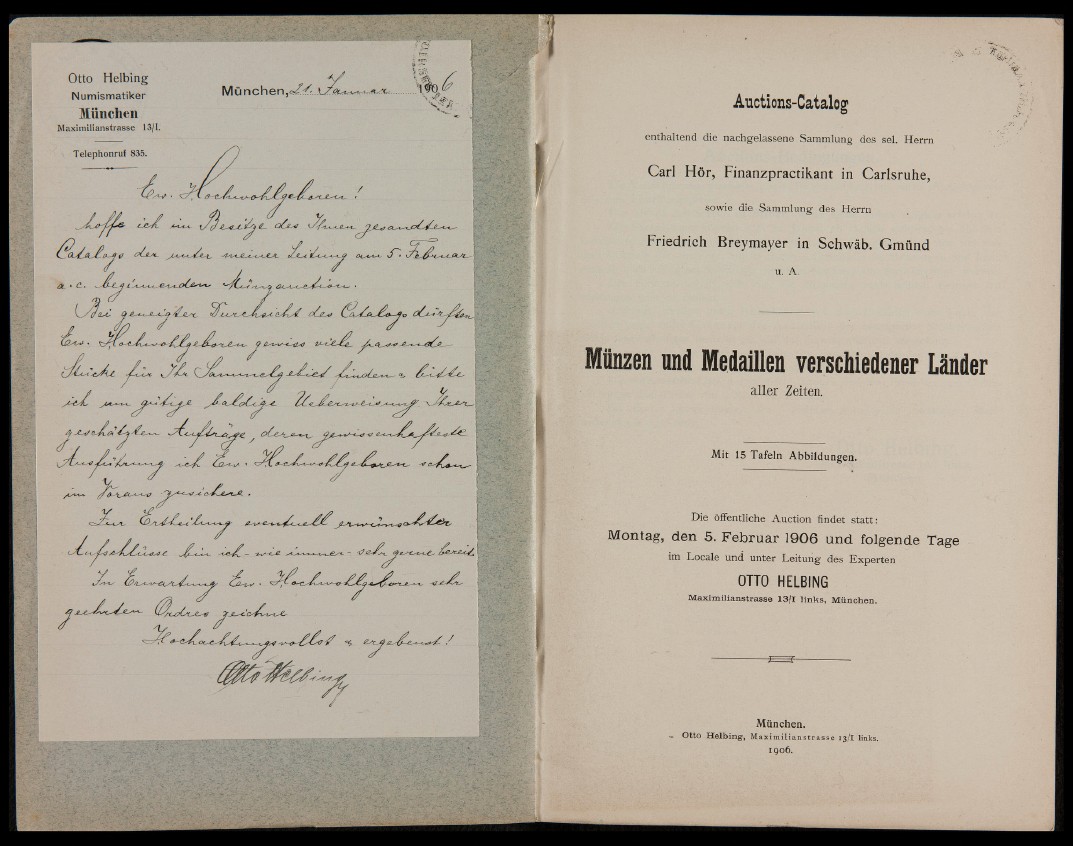 Otto Helbing
Numismatiker
München
Maximilianstrasse 13/I.
Telephonruf 835.
München, 21. Januar 1906
Ew. Hochwohlgeboren!
hoffe ich im Besitze des Ihnen gesandten
Catalogs der unter meiner Leitung am 5. Februar
a. c. beginnenden Münzauction.
Bei geneigter Durchsicht des Catalogs dürften
Ew. Hochwohlgeboren gewiss viele passende
Stücke für Ihr Sammelgebiet finden u. bitte
ich um gütige baldige Ueberweisung Ihrer
geschätzten Aufträge, deren gewissenhafteste
Ausführung ich Ew. Hochwohlgeboren schon
im Voraus zusichere.
Zur Ertheilung eventuell erwünschter
Aufschlüsse bin ich - wie immer - sehr gerne bereit.
In Erwartung Ew. Hochwohlgeboren sehr
geehrten Ordres zeichne
Hochachtungsvollst u. ergebenst!
Otto Helbing
Auctions-Catalog
enthaltend die nachgelassene Sammlung des sel. Herrn
Carl Hör, Finanzpractikant in Carlsruhe,
sowie die Sammlung des Herrn
Friedrich Breymayer in Schwäb. Gmünd
u. A.
Münzen und Medaillen verschiedener Länder
aller Zeiten.
Mit 15 Tafeln Abbildungen.
Die öffentliche Auction findet statt:
Montag, den 5. Februar 1906 und folgende Tage
im Locale und unter Leitung des Experten
OTTO HELBING
Maximilianstrasse 13/I links, München.
München.
Otto Helbing, Maximilianstrasse 13/I links.
1906.